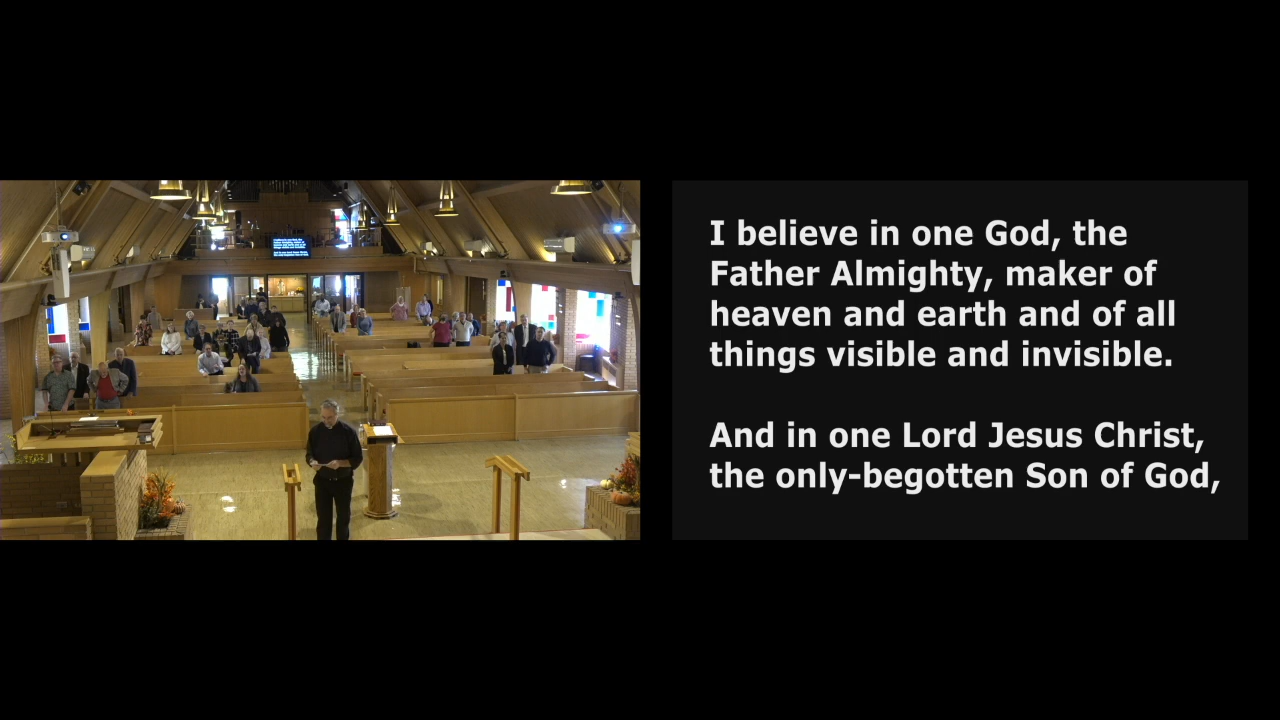 I believe in one God, the
Father Almighty, maker of
heaven and earth and of all
things visible and invisible.
And in one Lord Jesus Christ,
the only-begotten Son of God,